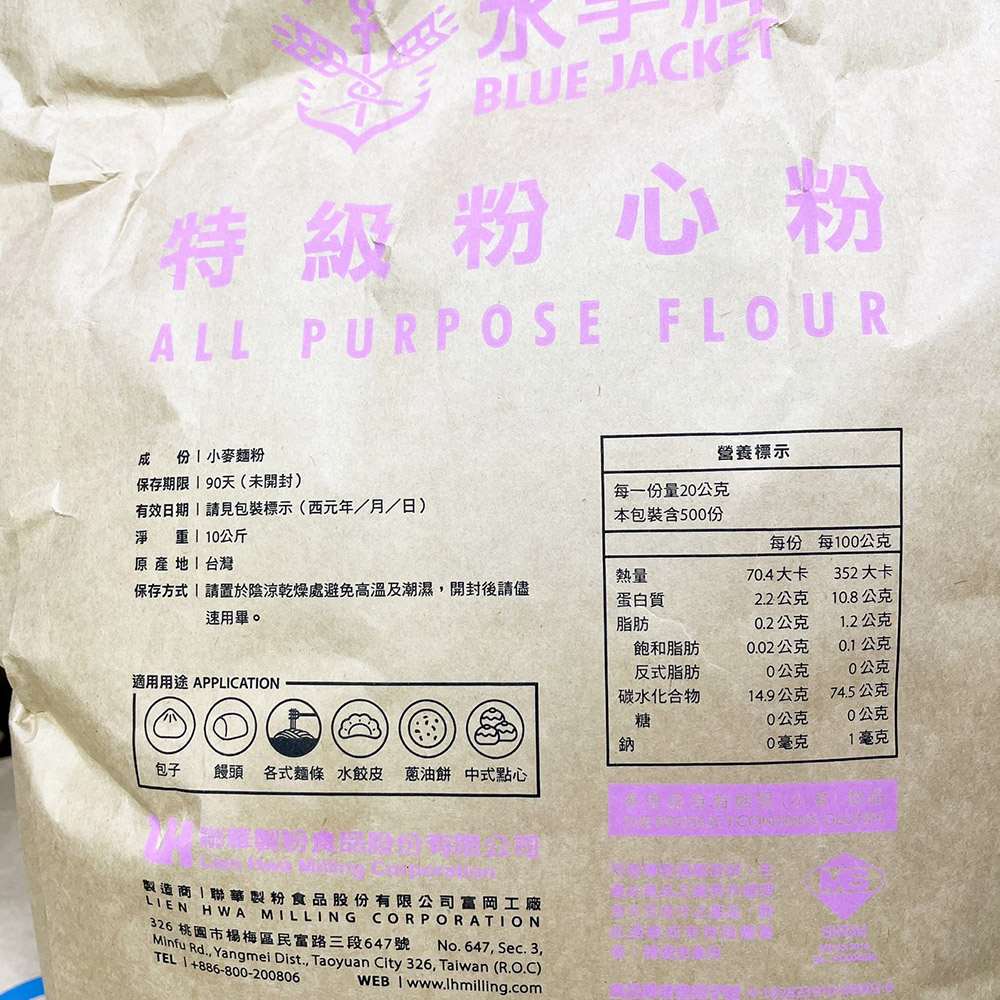 水手牌
BLUE JACKET
特級粉心粉
ALL PURPOSE FLOUR
成份|小麥麵粉
保存期限|90天(未開封)
有效日期|請見包裝標示(西元年/月/日)
淨重|10公斤
原產地|台灣
保存方式|請置於陰涼乾燥處避免高溫及潮濕,開封後請儘
速用畢。
適用用途 APPLICATION
包子 饅頭 各式麵條 水餃皮 蔥油餅 中式點心
營養標示
每一份量20公克
本包裝含500份
每份 每100公克
熱量 70.4大卡 352大卡
蛋白質 2.2公克 10.8公克
脂肪 0.2公克 1.2公克
飽和脂肪 0.02公克 0.1公克
反式脂肪 0公克 0公克
碳水化合物 14.9公克 74.5公克
糖 0公克 0公克
鈉 0毫克 1毫克
LH 聯華製粉食品股份有限公司
Lien Hwa Milling Corporation
製造商|聯華製粉食品股份有限公司富岡工廠
LIEN HWA MILLING CORPORATION
326 桃園市楊梅區民富路三段647號 No. 647, Sec. 3,
Minfu Rd., Yangmei Dist., Taoyuan City 326, Taiwan (R.O.C)
TEL|+886-800-200806 WEB|www.lhmilling.com